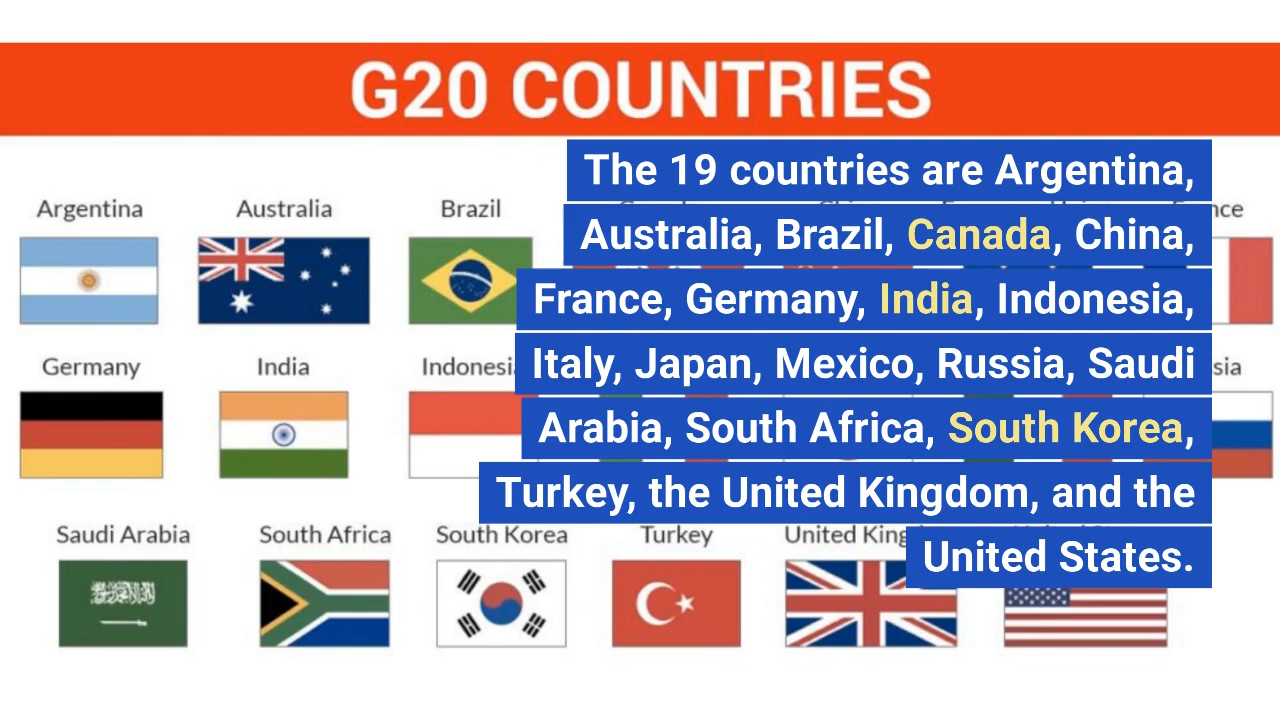 G20 COUNTRIES
The 19 countries are Argentina,
Australia, Brazil, Canada, China,
France, Germany, India, Indonesia,
Italy, Japan, Mexico, Russia, Saudi
Arabia, South Africa, South Korea,
Turkey, the United Kingdom, and the
United States.
Argentina Australia Brazil
Germany India
Saudi Arabia South Africa South Korea Turkey United